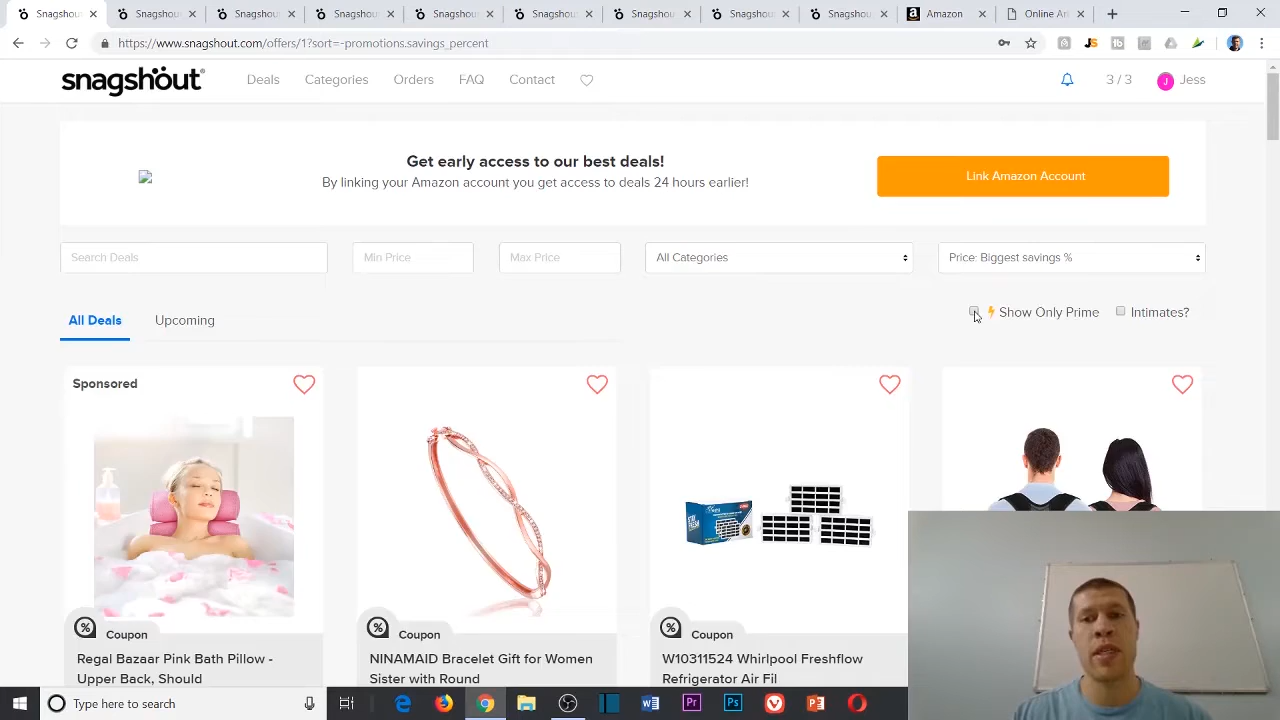 Snagshou
Snagshout
Snagshout
Snagshout
Snagshout
Snagshout
Snagshout
Snagshout
Snagshou
Amazon
Online Ar
https://www.snagshout.com/offers/1?sort=-promotions.savings_percent
snagshout
Deals
Categories
Orders
FAQ
Contact
3 / 3
J
Jess
Get early access to our best deals!
By linking your Amazon account you get access to deals 24 hours earlier!
Link Amazon Account
Search Deals
Min Price
Max Price
All Categories
Price: Biggest savings %
All Deals
Upcoming
Show Only Prime
Intimates?
Sponsored
% Coupon
% Coupon
% Coupon
Regal Bazaar Pink Bath Pillow -
Upper Back, Should
NINAMAID Bracelet Gift for Women
Sister with Round
W10311524 Whirlpool Freshflow
Refrigerator Air Fil
Type here to search